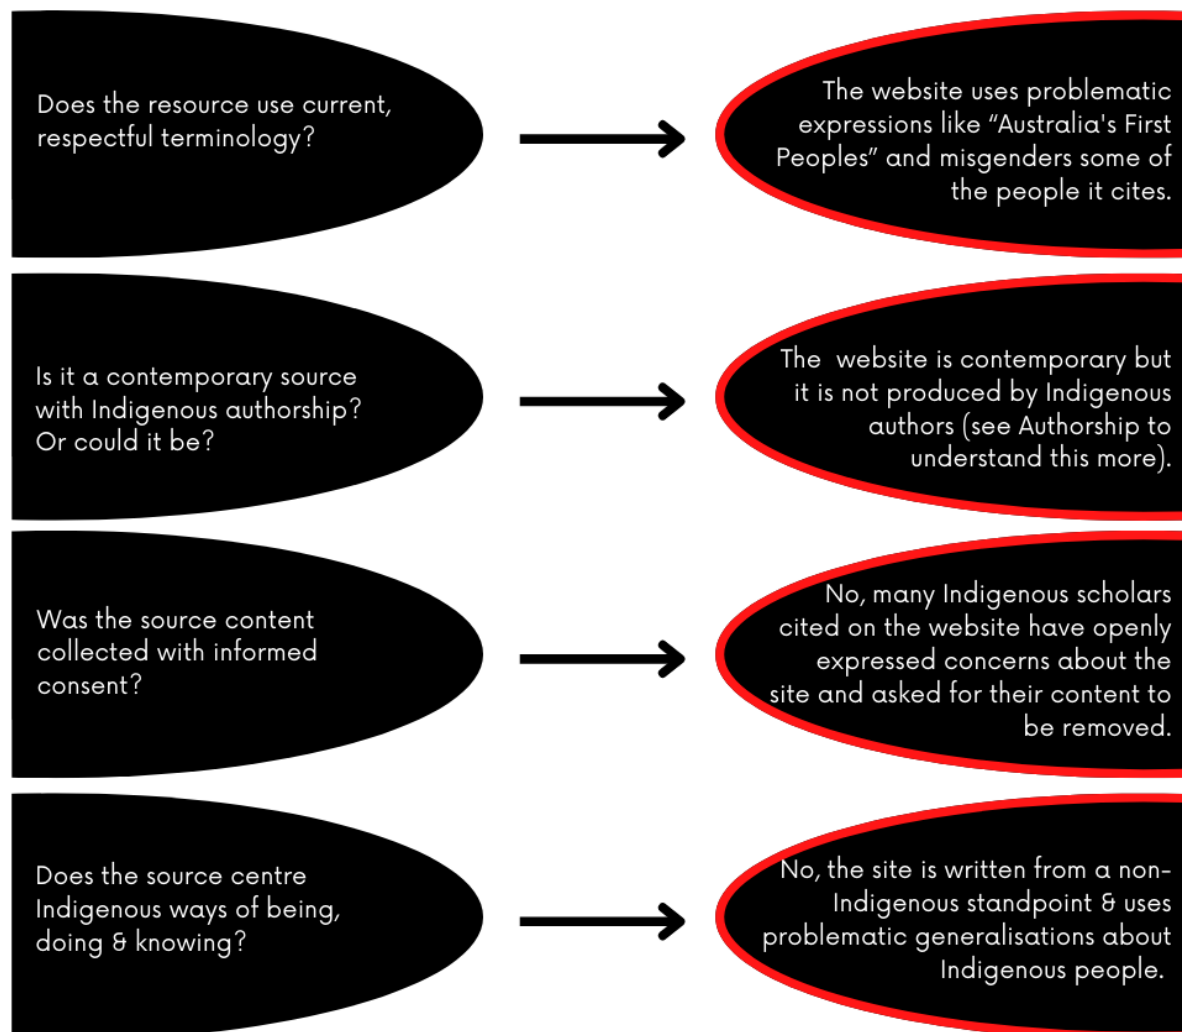 Does the resource use current,
respectful terminology?
The website uses problematic
expressions like “Australia's First
Peoples” and misgenders some of
the people it cites.
Is it a contemporary source
with Indigenous authorship?
Or could it be?
The website is contemporary but
it is not produced by Indigenous
authors (see Authorship to
understand this more).
Was the source content
collected with informed
consent?
No, many Indigenous scholars
cited on the website have openly
expressed concerns about the
site and asked for their content to
be removed.
Does the source centre
Indigenous ways of being,
doing & knowing?
No, the site is written from a non-
Indigenous standpoint & uses
problematic generalisations about
Indigenous people.